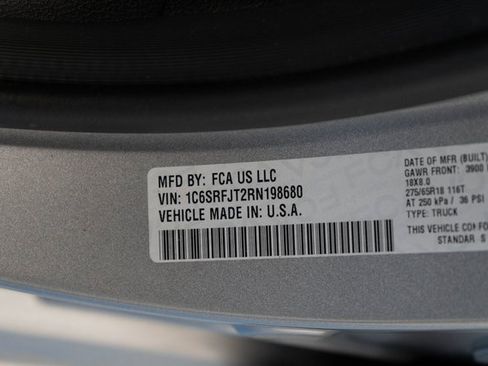 MFD BY: FCA US LLC
VIN: 1C6SRFJT2RN198680
VEHICLE MADE IN: U.S.A.
DATE OF MFR (BUILT)
GAWR FRONT: 3900
18X8.0
275/65R18 116T
AT 250 kPa / 36 PSI
TYPE: TRUCK
THIS VEHICLE
STANDAR S